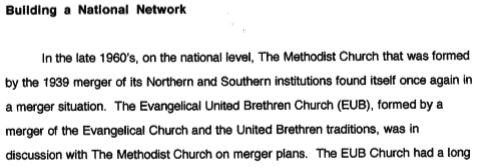 Building a National Network
In the late 1960's, on the national level, The Methodist Church that was formed
by the 1939 merger of its Northern and Southern institutions found itself once again in
a merger situation. The Evangelical United Brethren Church (EUB), formed by a
merger of the Evangelical Church and the United Brethren traditions, was in
discussion with The Methodist Church on merger plans. The EUB Church had a long